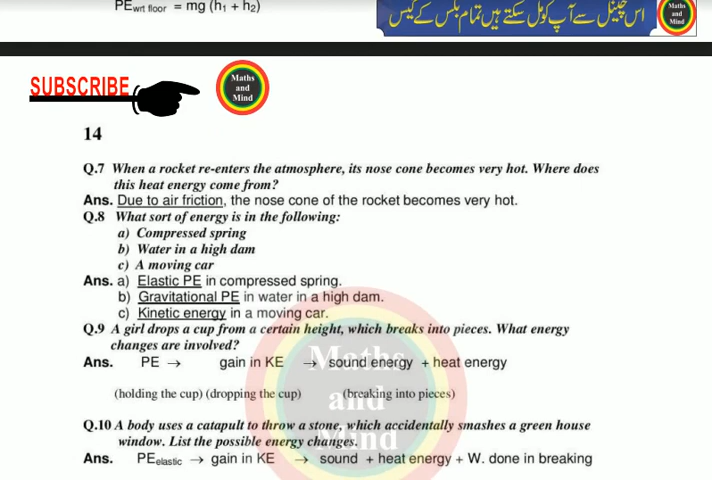 PEwrt floor = mg (h1 + h2)
اس چینل سے آپ کو مل سکتے ہیں تمام بکس کے کیس
Maths
and
Mind
SUBSCRIBE
Maths
and
Mind
14
Q.7 When a rocket re-enters the atmosphere, its nose cone becomes very hot. Where does
this heat energy come from?
Ans. Due to air friction, the nose cone of the rocket becomes very hot.
Q.8 What sort of energy is in the following:
a) Compressed spring
b) Water in a high dam
c) A moving car
Ans. a) Elastic PE in compressed spring.
b) Gravitational PE in water in a high dam.
c) Kinetic energy in a moving car.
Q.9 A girl drops a cup from a certain height, which breaks into pieces. What energy
changes are involved?
Ans. PE → gain in KE → sound energy + heat energy
(holding the cup) (dropping the cup) (breaking into pieces)
Q.10 A body uses a catapult to throw a stone, which accidentally smashes a green house
window. List the possible energy changes.
Ans. PEelastic → gain in KE → sound + heat energy + W. done in breaking
Maths
and
Mind